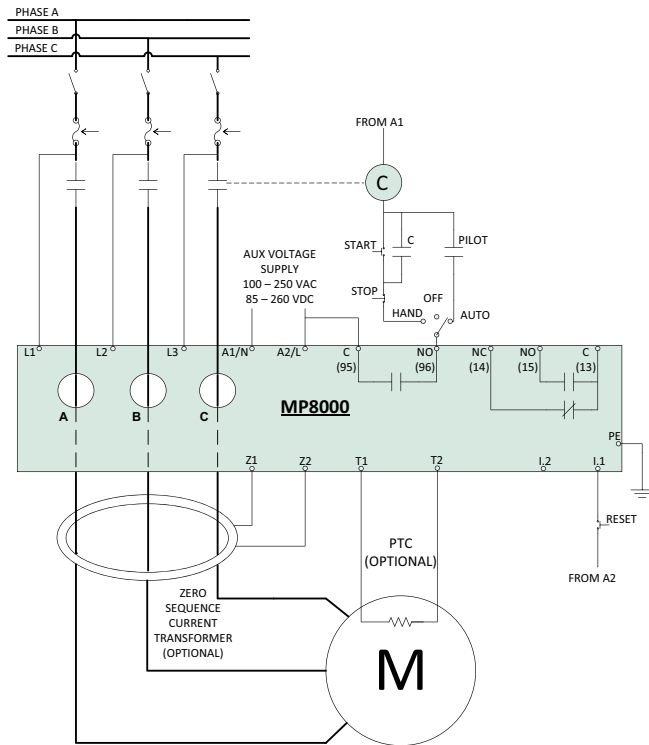 PHASE A
PHASE B
PHASE C
FROM A1
C
START
C
PILOT
AUX VOLTAGE
SUPPLY
100 – 250 VAC
85 – 260 VDC
STOP
OFF
HAND
AUTO
L1
L2
L3
A1/N
A2/L
C
(95)
NO
(96)
NC
(14)
NO
(15)
C
(13)
A
B
C
MP8000
PE
Z1
Z2
T1
T2
I.2
I.1
RESET
PTC
(OPTIONAL)
FROM A2
ZERO
SEQUENCE
CURRENT
TRANSFORMER
(OPTIONAL)
M